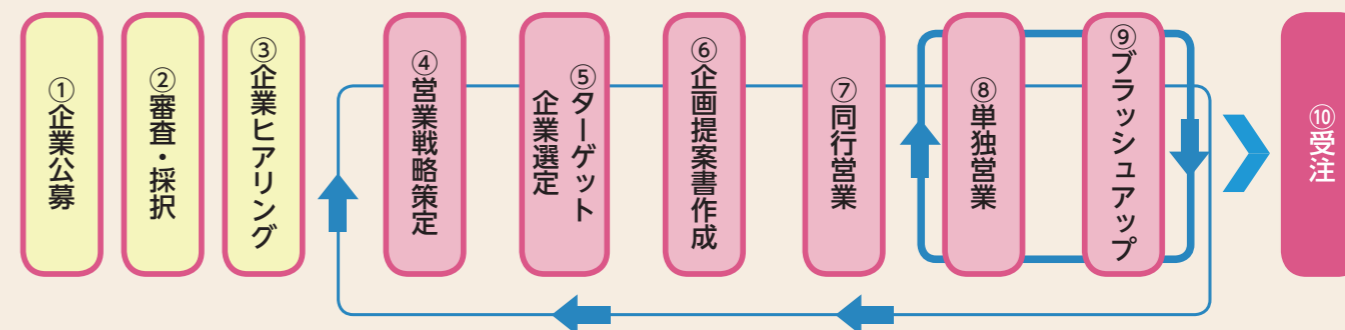 ①企業公募
②審査・採択
③企業ヒアリング
④営業戦略策定
⑤ターゲット
企業選定
⑥企画提案書作成
⑦同行営業
⑧単独営業
⑨ブラッシュアップ
⑩受注